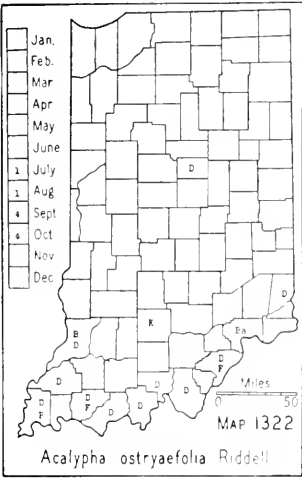 Jan.
Feb.
Mar
Apr
May
June
1 July
1 Aug
4 Sept
4 Oct
Nov
Dec
D
D
K
Ba
B
D
D
F
D
D
D
D
F
D
F
D
D
Miles
0 50
MAP 1322
Acalypha ostryaefolia Riddell